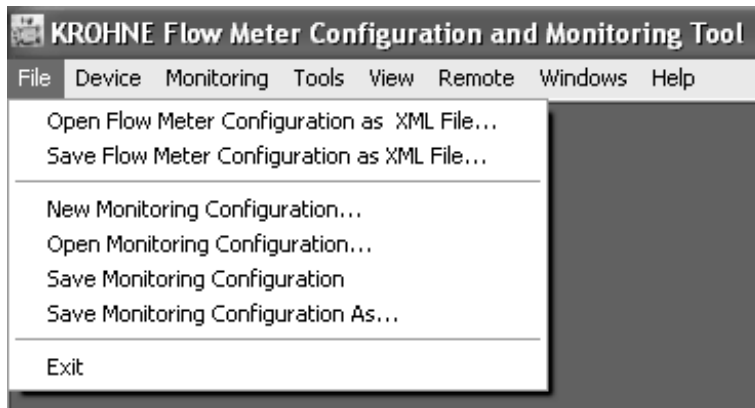 KROHNE Flow Meter Configuration and Monitoring Tool
File Device Monitoring Tools View Remote Windows Help
Open Flow Meter Configuration as XML File...
Save Flow Meter Configuration as XML File...
New Monitoring Configuration...
Open Monitoring Configuration...
Save Monitoring Configuration
Save Monitoring Configuration As...
Exit